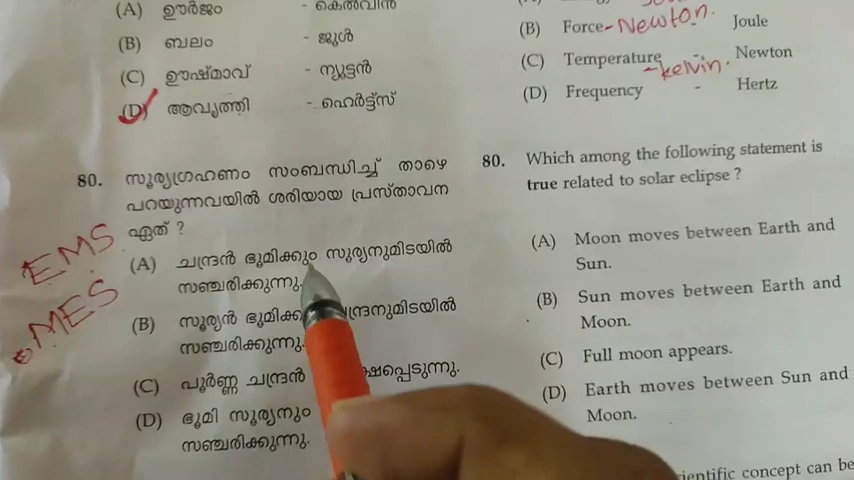 (A) ഊർജം - കെൽവിൻ
(B) ബലം - ജൂൾ
(C) ഊഷ്മാവ് - ന്യൂട്ടൻ
(D) ആവൃത്തി - ഹെർട്ട്സ്
80. സൂര്യഗ്രഹണം സംബന്ധിച്ച് താഴെ
പറയുന്നവയിൽ ശരിയായ പ്രസ്താവന
ഏത് ?
EMS
MES
(A) ചന്ദ്രൻ ഭൂമിക്കും സൂര്യനുമിടയിൽ
സഞ്ചരിക്കുന്നു.
(B) സൂര്യൻ
സഞ്ചരിക്കുന്നു.
(C) പൂർണ്ണ ചന്ദ്രൻ
(D) ഭൂമി സൂര്യനും
സഞ്ചരിക്കുന്നു.
(B) Force - Newton. Joule
(C) Temperature - Newton
- kelvin.
(D) Frequency - Hertz
80. Which among the following statement is
true related to solar eclipse ?
(A) Moon moves between Earth and
Sun.
(B) Sun moves between Earth and
Moon.
(C) Full moon appears.
(D) Earth moves between Sun and
Moon.
concept can be